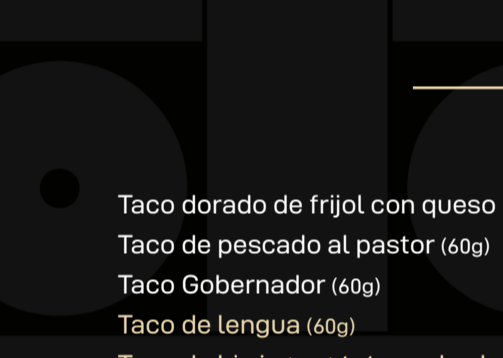 Taco dorado de frijol con queso
Taco de pescado al pastor (60g)
Taco Gobernador (60g)
Taco de lengua (60g)